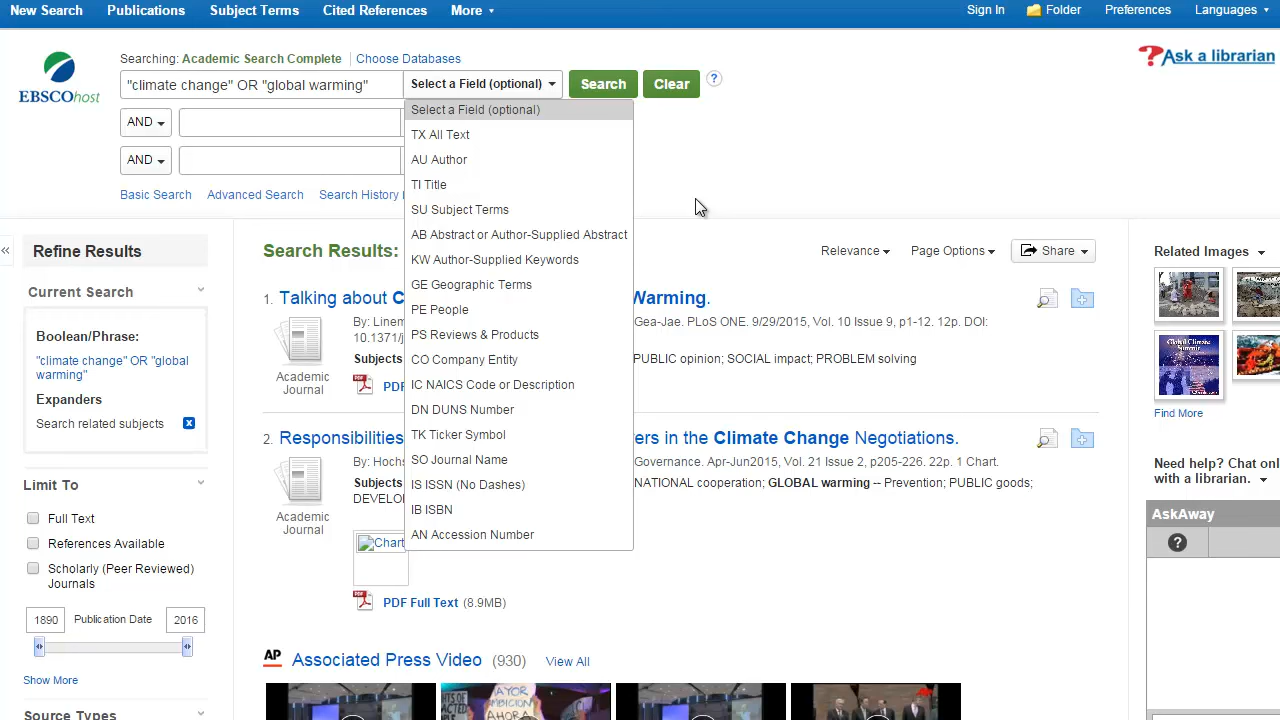 New Search Publications Subject Terms Cited References More Sign In Folder Preferences Languages
Searching: Academic Search Complete Choose Databases
?Ask a librarian
EBSCOhost
"climate change" OR "global warming" Select a Field (optional) Search Clear ?
Select a Field (optional)
AND
TX All Text
AND
AU Author
TI Title
Basic Search Advanced Search Search History
SU Subject Terms
AB Abstract or Author-Supplied Abstract
KW Author-Supplied Keywords
GE Geographic Terms
PE People
PS Reviews & Products
CO Company Entity
IC NAICS Code or Description
DN DUNS Number
TK Ticker Symbol
SO Journal Name
IS ISSN (No Dashes)
IB ISBN
AN Accession Number
«
Refine Results
Current Search
Boolean/Phrase:
"climate change" OR "global
warming"
Expanders
Search related subjects x
Limit To
Full Text
References Available
Scholarly (Peer Reviewed)
Journals
1890 Publication Date 2016
Show More
Source Types
Search Results: Relevance Page Options Share
1. Talking about C Warming.
By: Linem Gea-Jae. PLoS ONE. 9/29/2015, Vol. 10 Issue 9, p1-12. 12p. DOI:
10.1371/j
Subjects PUBLIC opinion; SOCIAL impact; PROBLEM solving
Academic
Journal
PDF
2. Responsibilities ers in the Climate Change Negotiations.
By: Hochs Governance. Apr-Jun2015, Vol. 21 Issue 2, p205-226. 22p. 1 Chart.
Subjects NATIONAL cooperation; GLOBAL warming -- Prevention; PUBLIC goods;
DEVELO
Academic
Journal
Chart
PDF Full Text (8.9MB)
AP Associated Press Video (930) View All
MAYOR
AMBICION
AHORA
Related Images
Global Climate
Summit
Find More
Need help? Chat onl
with a librarian.
AskAway
?